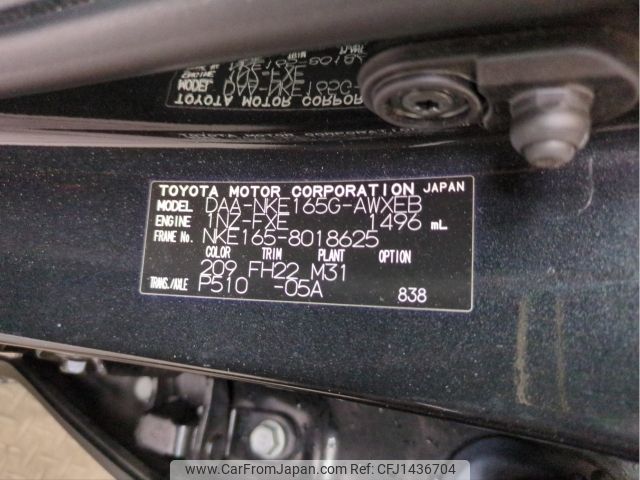 TOYOTA MOTOR CORPORATION JAPAN
MODEL DAA-NKE165G-AWXEB
ENGINE 1NZ-FXE 1496 mL
FRAME No. NKE165-8018625
COLOR TRIM PLANT OPTION
209 FH22 M31
TRANS./AXLE P510 -05A
838
www.CarFromJapan.com | Ref. No: CFJ1436704